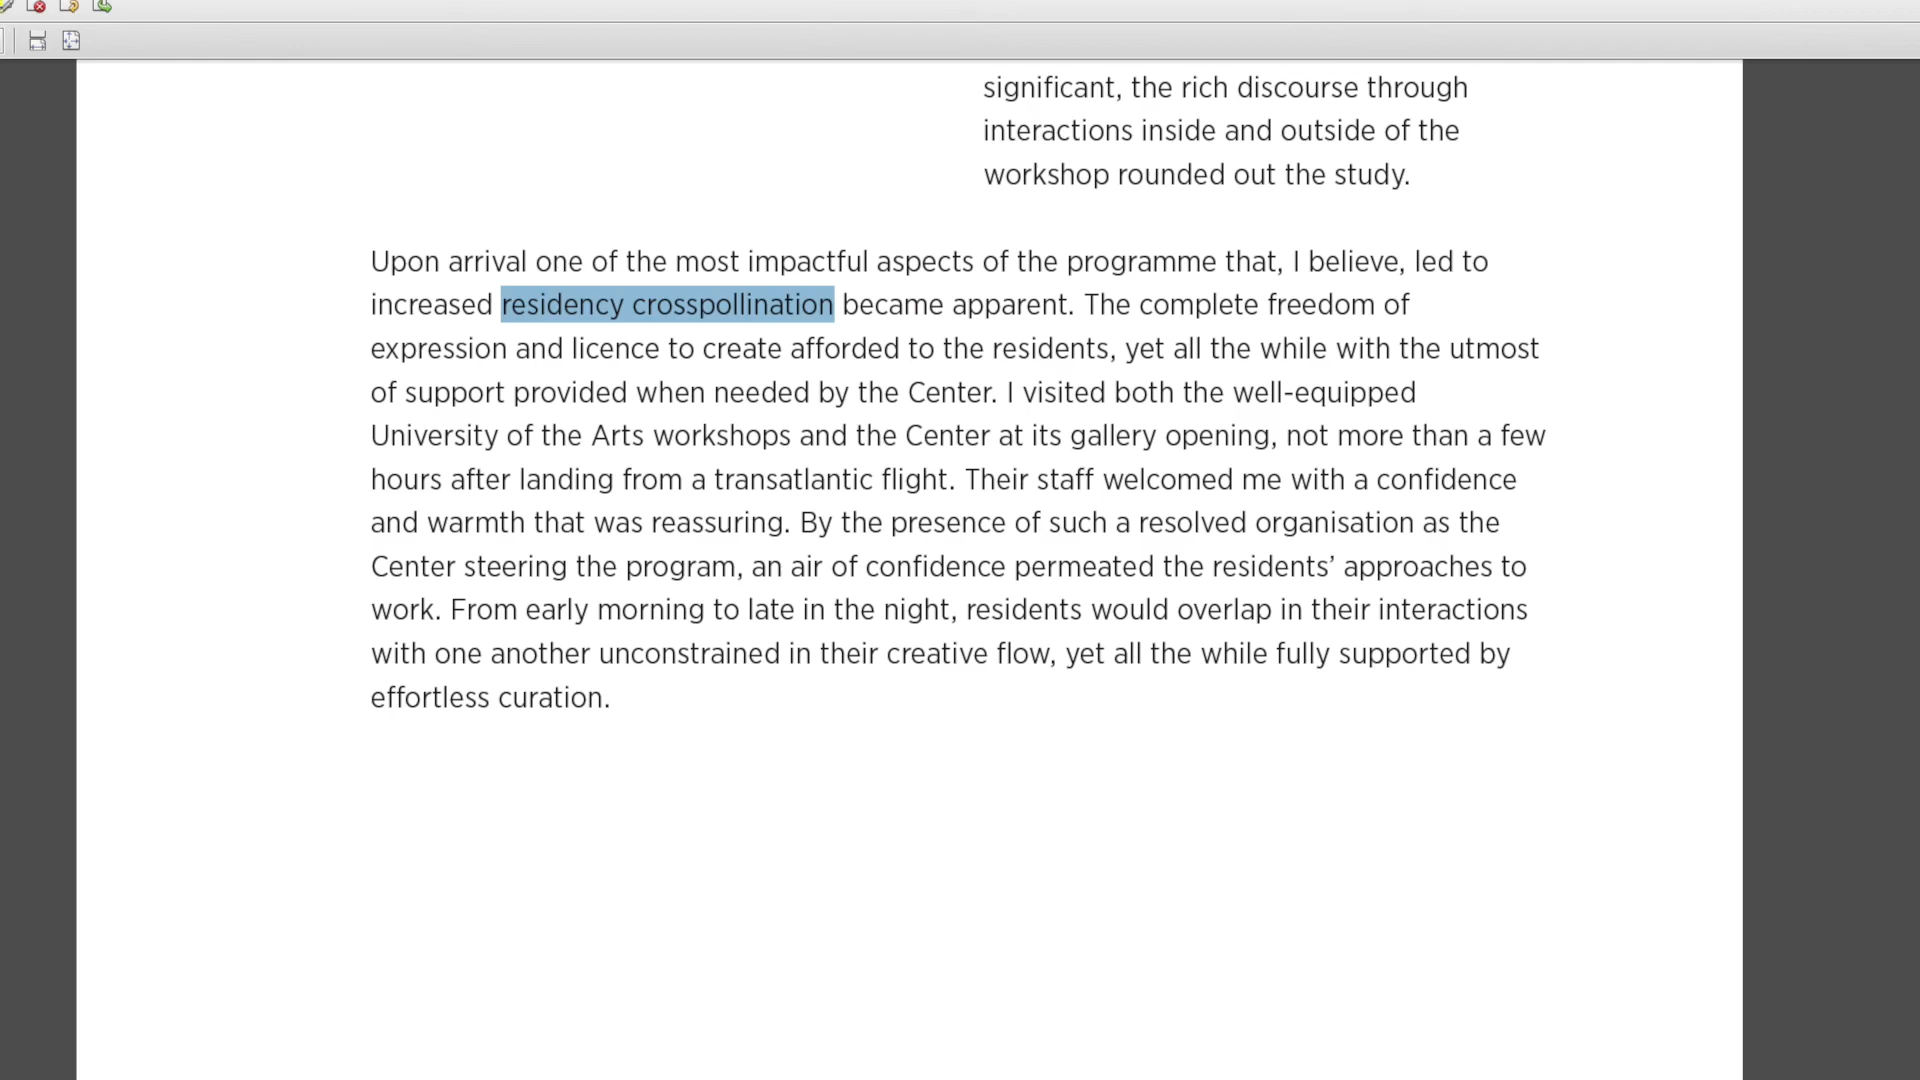 significant, the rich discourse through
interactions inside and outside of the
workshop rounded out the study.
Upon arrival one of the most impactful aspects of the programme that, I believe, led to
increased residency crosspollination became apparent. The complete freedom of
expression and licence to create afforded to the residents, yet all the while with the utmost
of support provided when needed by the Center. I visited both the well-equipped
University of the Arts workshops and the Center at its gallery opening, not more than a few
hours after landing from a transatlantic flight. Their staff welcomed me with a confidence
and warmth that was reassuring. By the presence of such a resolved organisation as the
Center steering the program, an air of confidence permeated the residents’ approaches to
work. From early morning to late in the night, residents would overlap in their interactions
with one another unconstrained in their creative flow, yet all the while fully supported by
effortless curation.